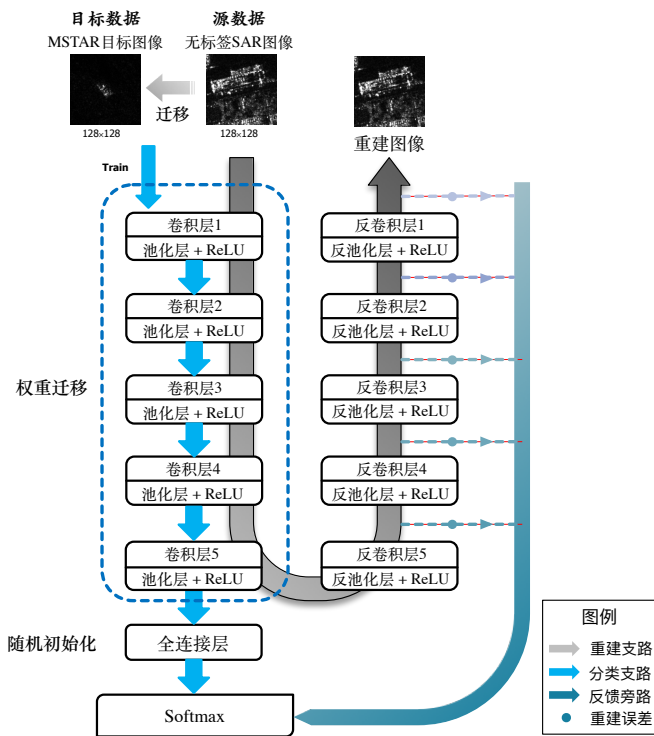 目标数据
MSTAR目标图像
源数据
无标签SAR图像
迁移
128×128
128×128
重建图像
Train
卷积层1
池化层 + ReLU
卷积层2
池化层 + ReLU
卷积层3
池化层 + ReLU
卷积层4
池化层 + ReLU
卷积层5
池化层 + ReLU
反卷积层1
反池化层 + ReLU
反卷积层2
反池化层 + ReLU
反卷积层3
反池化层 + ReLU
反卷积层4
反池化层 + ReLU
反卷积层5
反池化层 + ReLU
权重迁移
随机初始化
全连接层
Softmax
图例
重建支路
分类支路
反馈旁路
重建误差